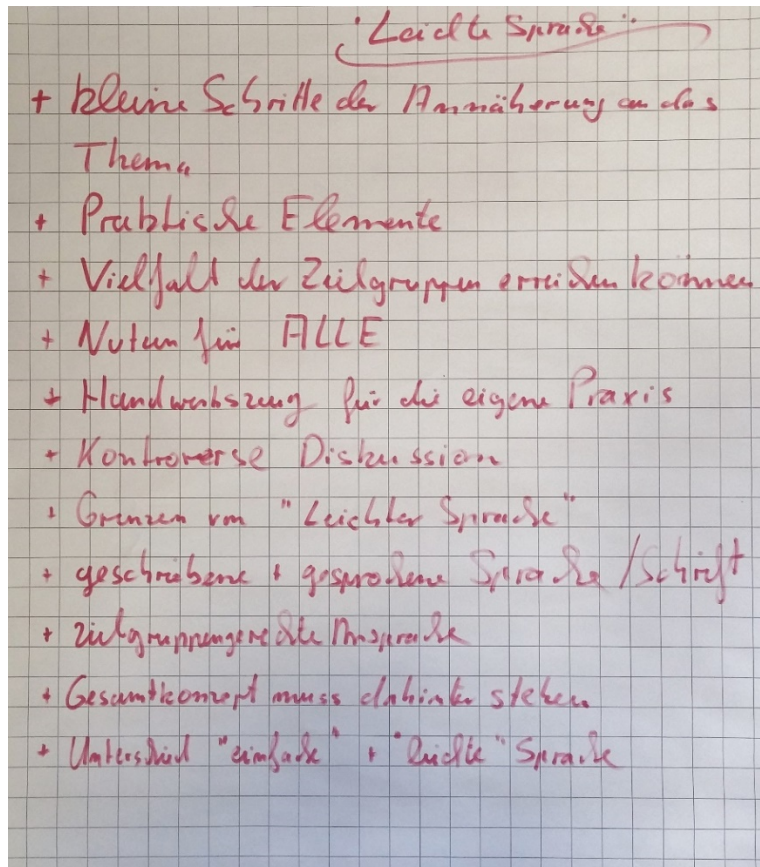 "Leichte Sprache"
+ kleine Schritte der Annäherung an das
Thema
+ Praktische Elemente
+ Vielfalt der Zielgruppen erreichen können
+ Nutzen für ALLE
+ Handwerkszeug für die eigene Praxis
+ Kontroverse Diskussion
+ Grenzen von "Leichter Sprache"
+ geschriebene + gesprochene Sprache / Schrift
+ zielgruppengerechte Ansprache
+ Gesamtkonzept muss dahinter stehen
+ Unterschied "einfache" + "leichte" Sprache